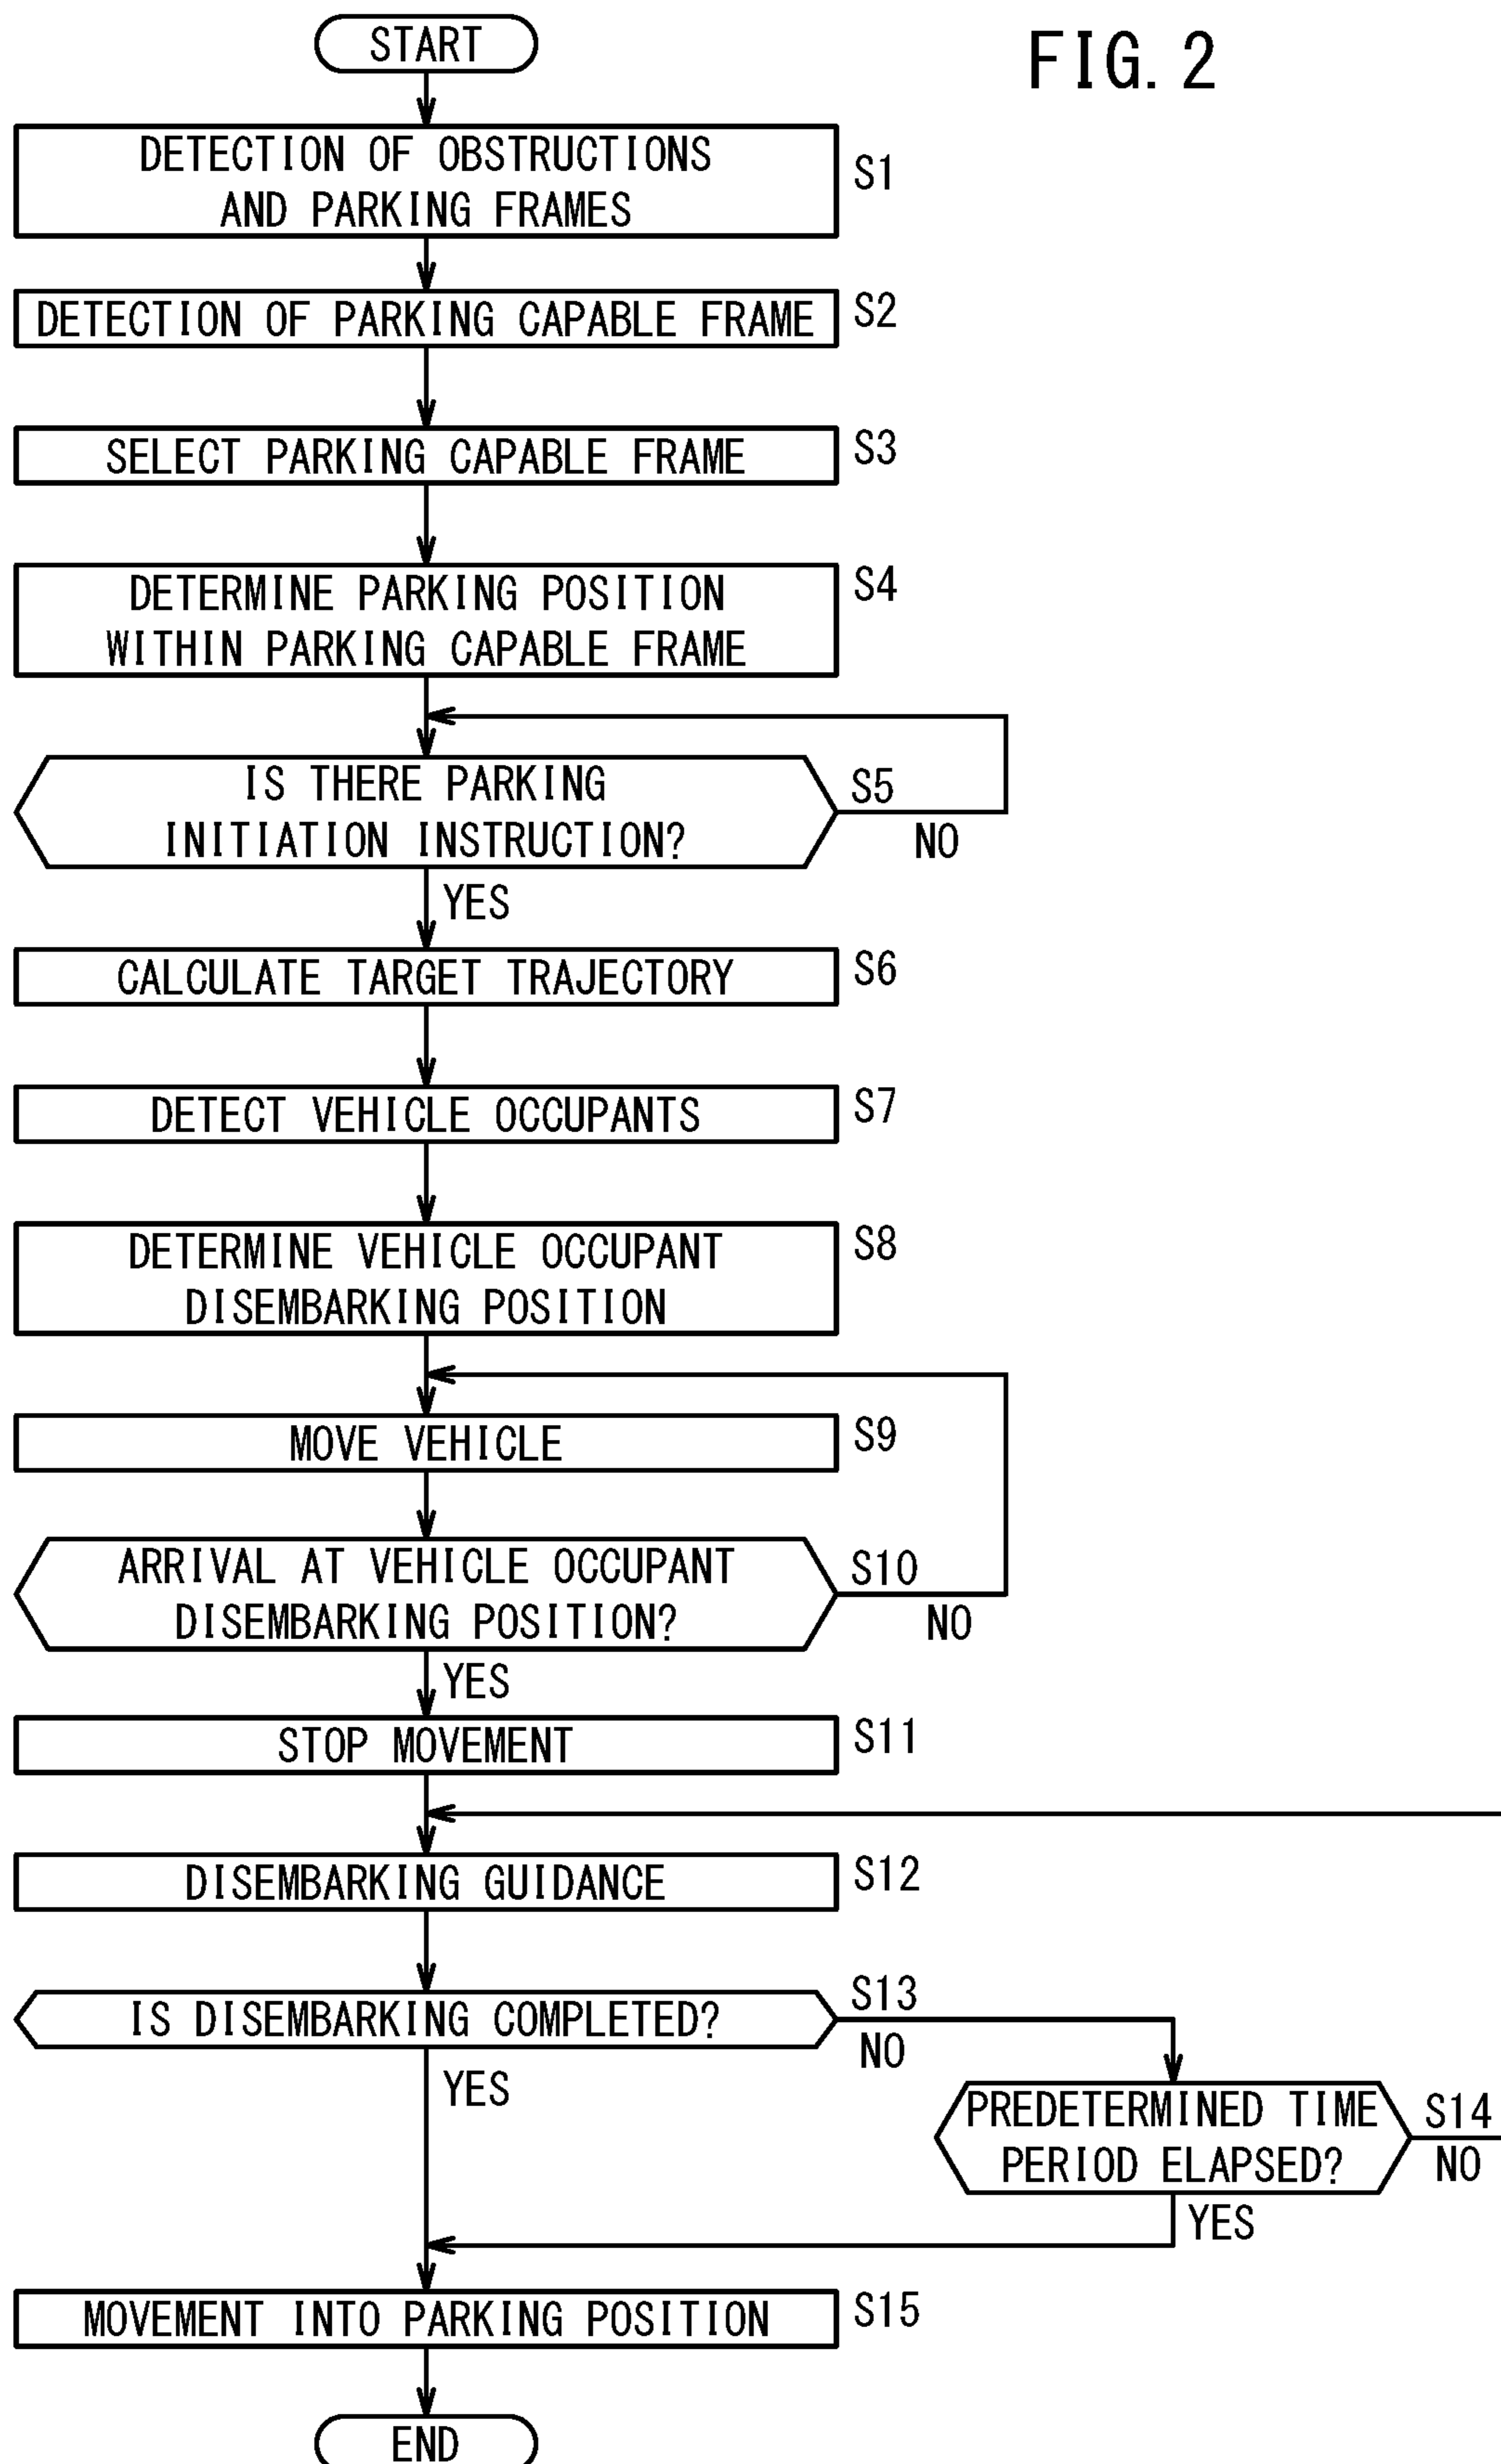 START
FIG. 2
DETECTION OF OBSTRUCTIONS
AND PARKING FRAMES
S1
DETECTION OF PARKING CAPABLE FRAME
S2
SELECT PARKING CAPABLE FRAME
S3
DETERMINE PARKING POSITION
WITHIN PARKING CAPABLE FRAME
S4
IS THERE PARKING
INITIATION INSTRUCTION?
S5
NO
YES
CALCULATE TARGET TRAJECTORY
S6
DETECT VEHICLE OCCUPANTS
S7
DETERMINE VEHICLE OCCUPANT
DISEMBARKING POSITION
S8
MOVE VEHICLE
S9
ARRIVAL AT VEHICLE OCCUPANT
DISEMBARKING POSITION?
S10
NO
YES
STOP MOVEMENT
S11
DISEMBARKING GUIDANCE
S12
IS DISEMBARKING COMPLETED?
S13
NO
YES
PREDETERMINED TIME
PERIOD ELAPSED?
S14
NO
YES
MOVEMENT INTO PARKING POSITION
S15
END